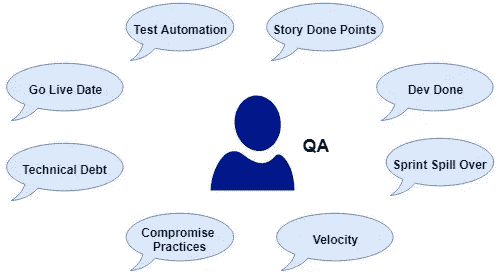 Test Automation
Story Done Points
Go Live Date
Dev Done
QA
Technical Debt
Sprint Spill Over
Compromise
Practices
Velocity